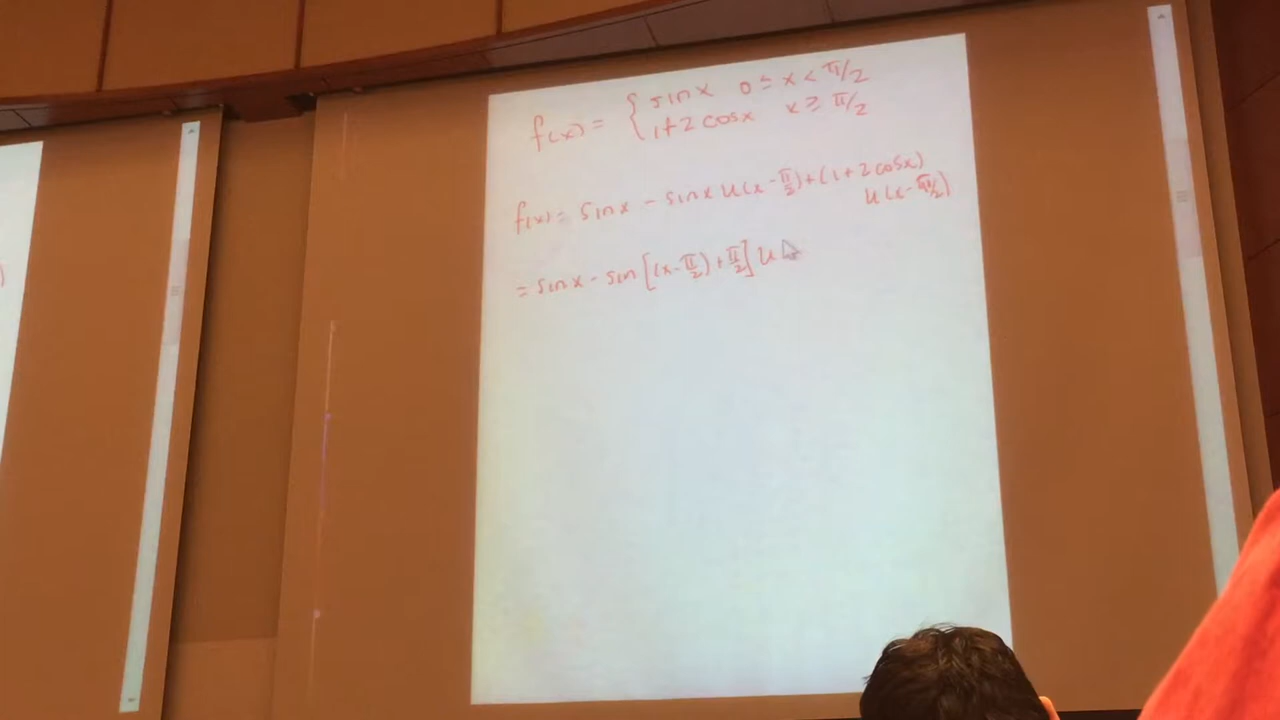 f(x) = { sin x 0 ≤ x < π/2
1+2 cos x x ≥ π/2
f(x) = sin x - sin x u(x - π/2) + (1 + 2 cos x)
u(x - π/2)
= sin x - sin [(x - π/2) + π/2] u